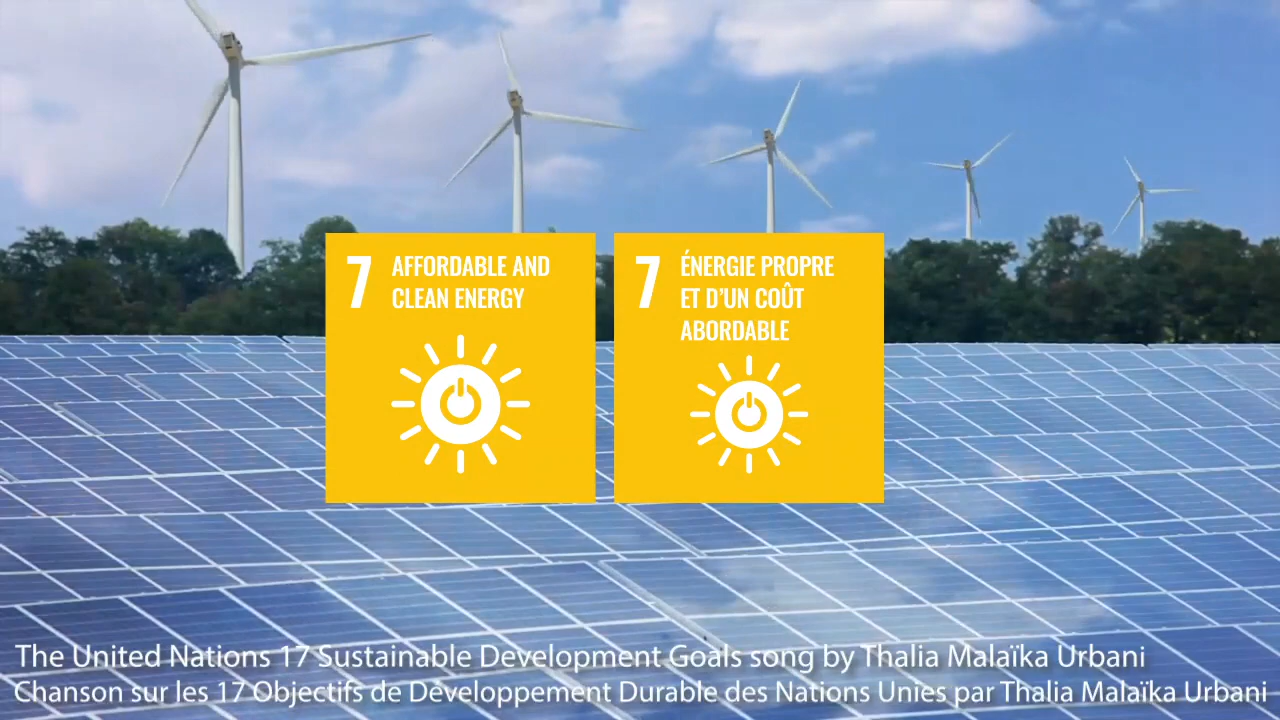 7
AFFORDABLE AND
CLEAN ENERGY
7
ÉNERGIE PROPRE
ET D'UN COÛT
ABORDABLE
The United Nations 17 Sustainable Development Goals song by Thalia Malaïka Urbani
Chanson sur les 17 Objectifs de Développement Durable des Nations Unies par Thalia Malaïka Urbani